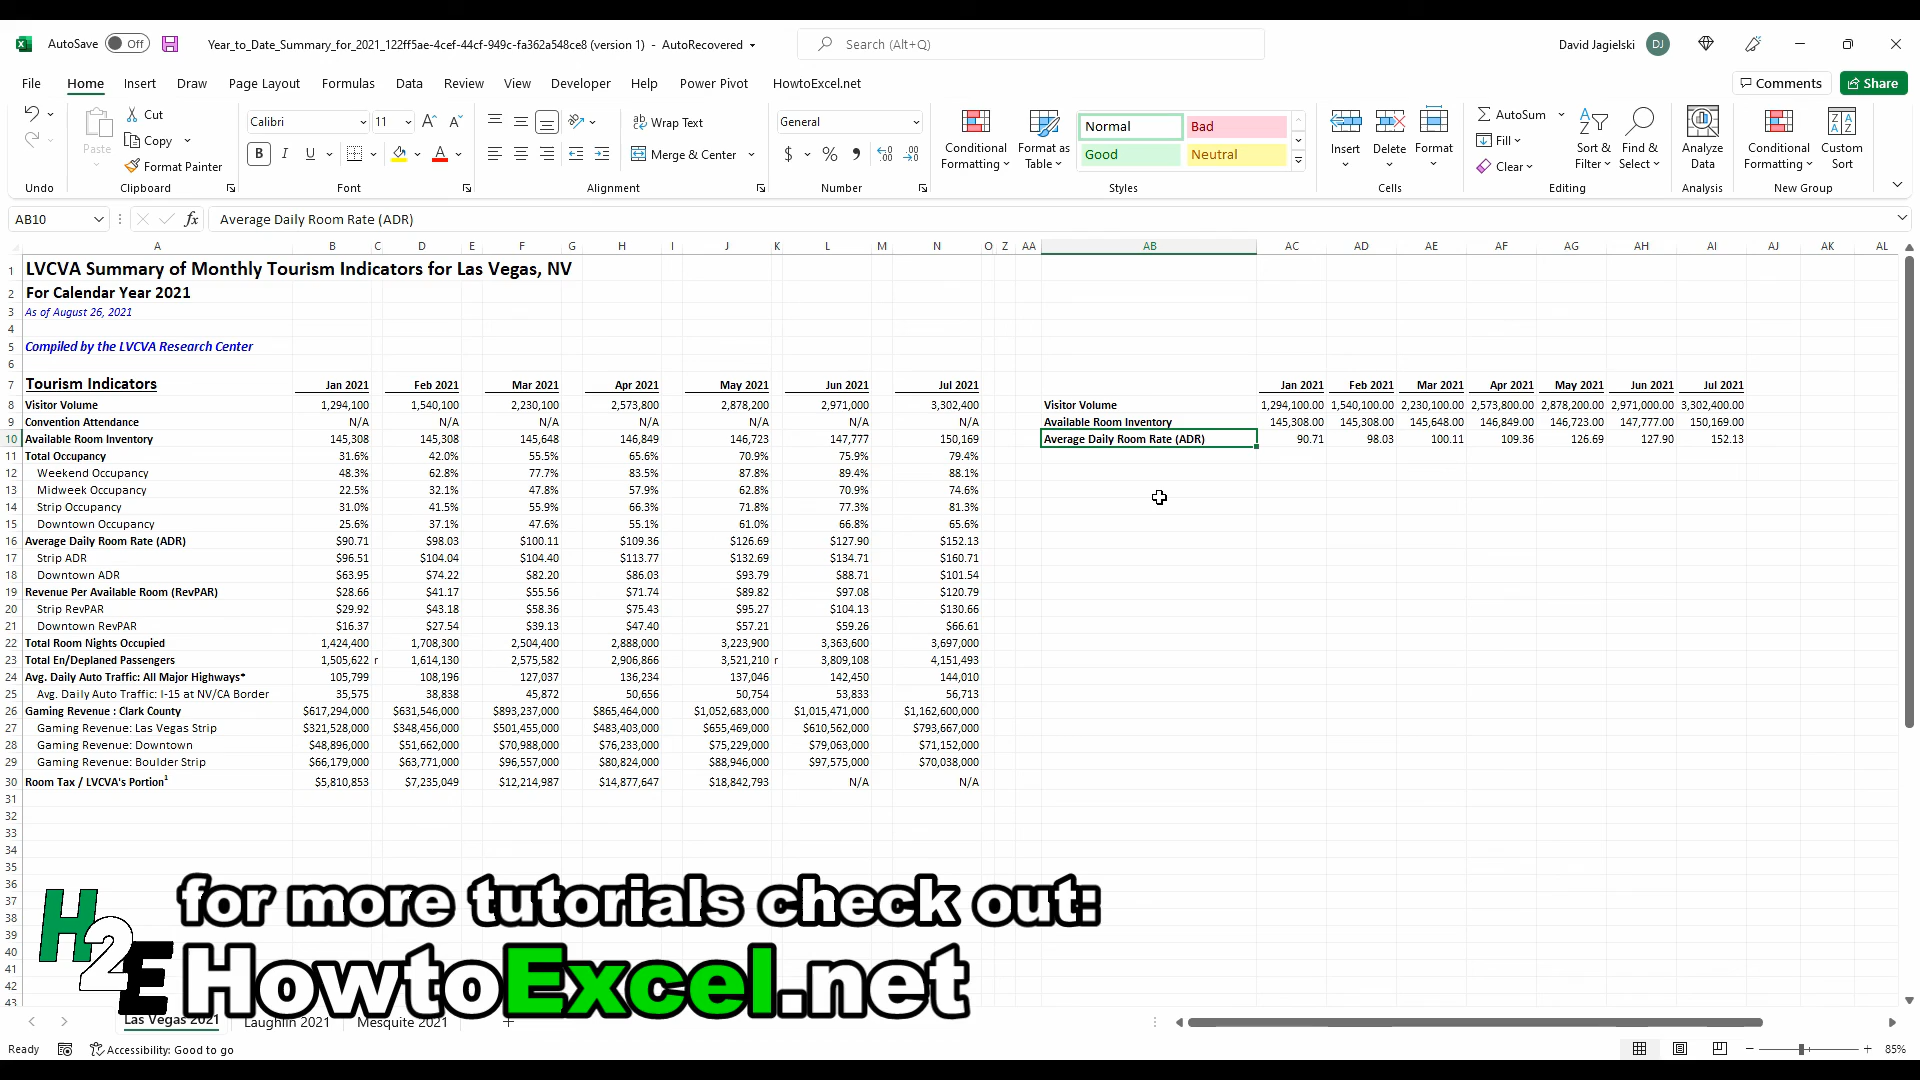 AutoSave Off Year_to_Date_Summary_for_2021_122ff5ae-4cef-44cf-949c-fa362a548ce8 (version 1) - AutoRecovered Search (Alt+Q) David Jagielski DJ
File Home Insert Draw Page Layout Formulas Data Review View Developer Help Power Pivot HowtoExcel.net Comments Share
Paste Cut Copy Format Painter Calibri 11 Wrap Text Merge & Center General Conditional Formatting Format as Table Normal Bad Good Neutral Insert Delete Format AutoSum Fill Clear Sort & Filter Find & Select Analyze Data Conditional Formatting Custom Sort
Undo Clipboard Font Alignment Number Styles Cells Editing Analysis New Group
AB10 fx Average Daily Room Rate (ADR)
A B C D E F G H I J K L M N O Z AA AB AC AD AE AF AG AH AI AJ AK AL
1 LVCVA Summary of Monthly Tourism Indicators for Las Vegas, NV
2 For Calendar Year 2021
3 As of August 26, 2021
4
5 Compiled by the LVCVA Research Center
6
7 Tourism Indicators Jan 2021 Feb 2021 Mar 2021 Apr 2021 May 2021 Jun 2021 Jul 2021 Jan 2021 Feb 2021 Mar 2021 Apr 2021 May 2021 Jun 2021 Jul 2021
8 Visitor Volume 1,294,100 1,540,100 2,230,100 2,573,800 2,878,200 2,971,000 3,302,400 Visitor Volume 1,294,100.00 1,540,100.00 2,230,100.00 2,573,800.00 2,878,200.00 2,971,000.00 3,302,400.00
9 Convention Attendance N/A N/A N/A N/A N/A N/A N/A Available Room Inventory 145,308.00 145,308.00 145,648.00 146,849.00 146,723.00 147,777.00 150,169.00
10 Available Room Inventory 145,308 145,308 145,648 146,849 146,723 147,777 150,169 Average Daily Room Rate (ADR) 90.71 98.03 100.11 109.36 126.69 127.90 152.13
11 Total Occupancy 31.6% 42.0% 55.5% 65.6% 70.9% 75.9% 79.4%
12 Weekend Occupancy 48.3% 62.8% 77.7% 83.5% 87.8% 89.4% 88.1%
13 Midweek Occupancy 22.5% 32.1% 47.8% 57.9% 62.8% 70.9% 74.6%
14 Strip Occupancy 31.0% 41.5% 55.9% 66.3% 71.8% 77.3% 81.3%
15 Downtown Occupancy 25.6% 37.1% 47.6% 55.1% 61.0% 66.8% 65.6%
16 Average Daily Room Rate (ADR) $90.71 $98.03 $100.11 $109.36 $126.69 $127.90 $152.13
17 Strip ADR $96.51 $104.04 $104.40 $113.77 $132.69 $134.71 $160.71
18 Downtown ADR $63.95 $74.22 $82.20 $86.03 $93.79 $88.71 $101.54
19 Revenue Per Available Room (RevPAR) $28.66 $41.17 $55.56 $71.74 $89.82 $97.08 $120.79
20 Strip RevPAR $29.92 $43.18 $58.36 $75.43 $95.27 $104.13 $130.66
21 Downtown RevPAR $16.37 $27.54 $39.13 $47.40 $57.21 $59.26 $66.61
22 Total Room Nights Occupied 1,424,400 1,708,300 2,504,400 2,888,000 3,223,900 3,363,600 3,697,000
23 Total En/Deplaned Passengers 1,505,622 r 1,614,130 2,575,582 2,906,866 3,521,210 r 3,809,108 4,151,493
24 Avg. Daily Auto Traffic: All Major Highways* 105,799 108,196 127,037 136,234 137,046 142,450 144,010
25 Avg. Daily Auto Traffic: I-15 at NV/CA Border 35,575 38,838 45,872 50,656 50,754 53,833 56,713
26 Gaming Revenue : Clark County $617,294,000 $631,546,000 $893,237,000 $865,464,000 $1,052,683,000 $1,015,471,000 $1,162,600,000
27 Gaming Revenue: Las Vegas Strip $321,528,000 $348,456,000 $501,455,000 $483,403,000 $655,469,000 $610,562,000 $793,667,000
28 Gaming Revenue: Downtown $48,896,000 $51,662,000 $70,988,000 $76,233,000 $75,229,000 $79,063,000 $71,152,000
29 Gaming Revenue: Boulder Strip $66,179,000 $63,771,000 $96,557,000 $80,824,000 $88,946,000 $97,575,000 $70,038,000
30 Room Tax / LVCVA's Portion1 $5,810,853 $7,235,049 $12,214,987 $14,877,647 $18,842,793 N/A N/A
31
32
33
34
35
36
37
38
39
40
41
42
43
H2E
for more tutorials check out:
HowtoExcel.net
Las Vegas 2021 Laughlin 2021 Mesquite 2021
Ready Accessibility: Good to go 85%